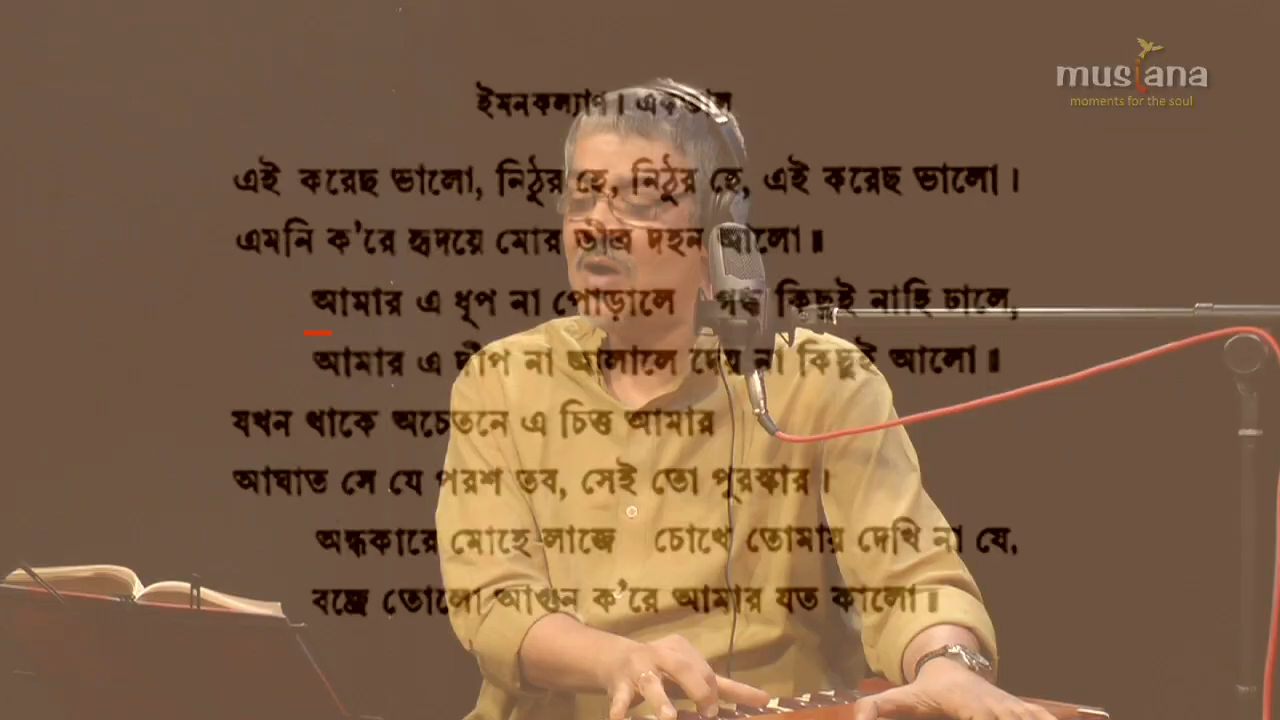 musiana
moments for the soul
ইমনকল্যাণ। একতাল
এই করেছ ভালো, নিঠুর হে, নিঠুর হে, এই করেছ ভালো।
এমনি ক'রে হৃদয়ে মোর তীব্র দহন জ্বালো॥
আমার এ ধূপ না পোড়ালে গন্ধ কিছুই নাহি ঢালে,
আমার এ দীপ না জ্বালালে দেয় না কিছুই আলো॥
যখন থাকে অচেতনে এ চিত্ত আমার
আঘাত সে যে পরশ তব, সেই তো পুরস্কার।
অন্ধকারে মোহে লাজে চোখে তোমায় দেখি না যে,
বজ্রে তোলো আগুন ক'রে আমার যত কালো॥